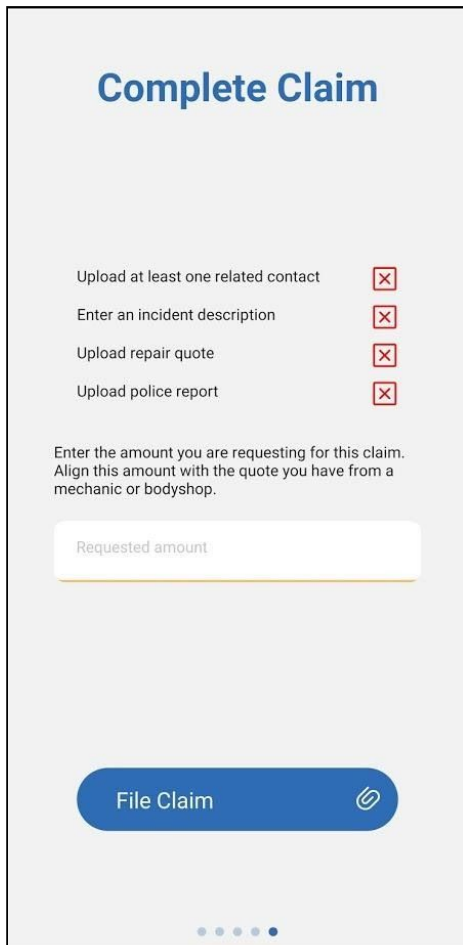 Complete Claim
Upload at least one related contact
Enter an incident description
Upload repair quote
Upload police report
Enter the amount you are requesting for this claim.
Align this amount with the quote you have from a
mechanic or bodyshop.
Requested amount
File Claim